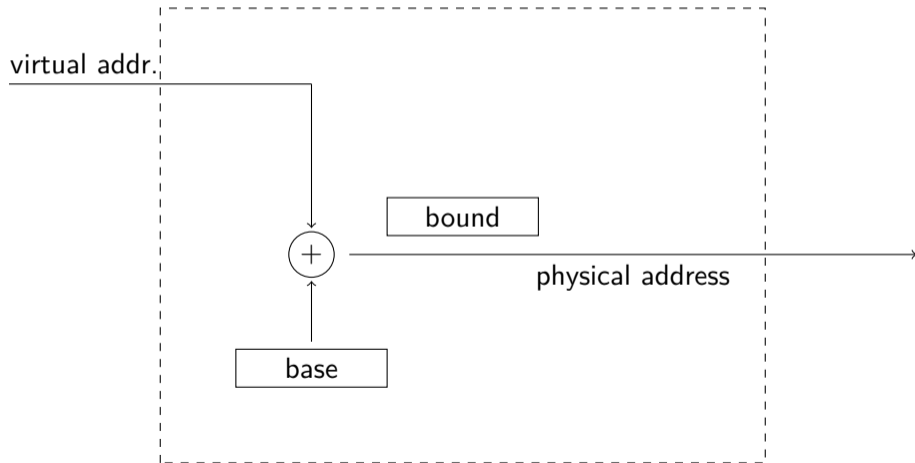 virtual addr.
bound
+
physical address
base